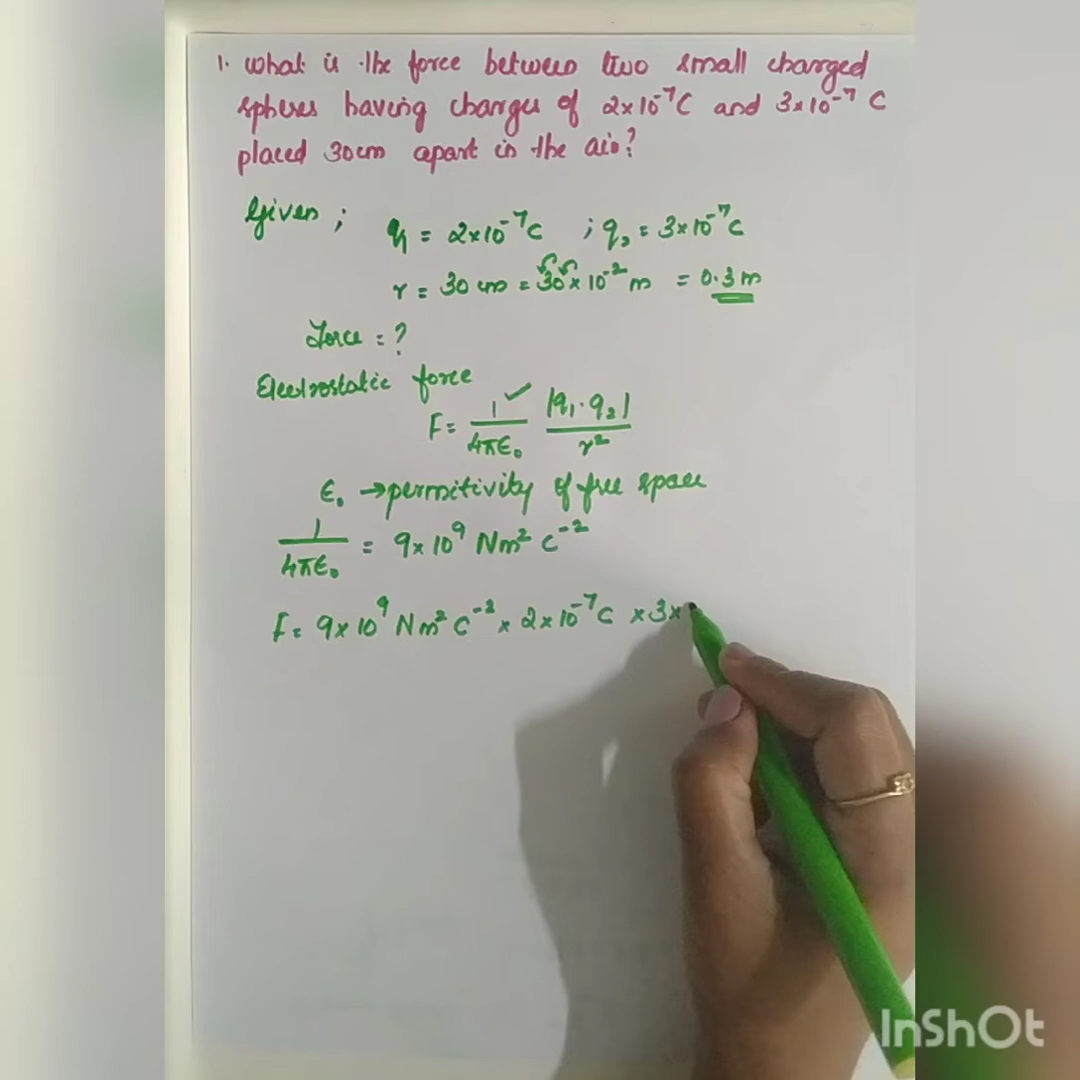 1. What is the force between two small charged
spheres having charges of 2×10⁻⁷C and 3×10⁻⁷ C
placed 30cm apart in the air?
Given ; q₁ = 2×10⁻⁷C ; q₂ = 3×10⁻⁷C
r = 30 cm = 30×10⁻² m = 0.3m
Force = ?
Electrostatic force
F = 1/4πε₀ |q₁·q₂|/r²
ε₀ → permitivity of free space
1/4πε₀ = 9×10⁹ Nm² C⁻²
F = 9×10⁹ Nm² C⁻² × 2×10⁻⁷C × 3×
InShOt